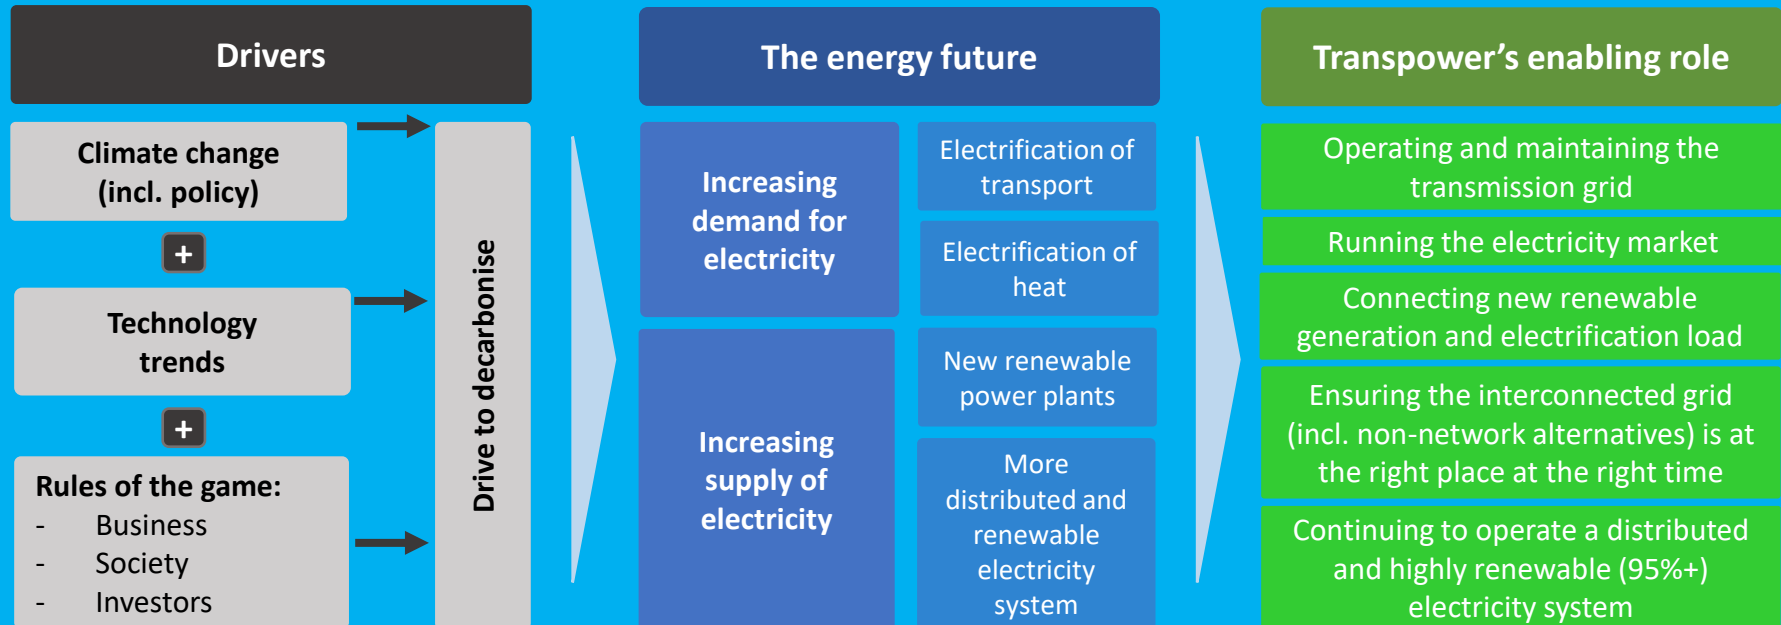 Drivers
Climate change
(incl. policy)
+
Technology
trends
+
Rules of the game:
- Business
- Society
- Investors
Drive to decarbonise
The energy future
Increasing
demand for
electricity
Electrification of
transport
Electrification of
heat
Increasing
supply of
electricity
New renewable
power plants
More
distributed and
renewable
electricity
system
Transpower’s enabling role
Operating and maintaining the
transmission grid
Running the electricity market
Connecting new renewable
generation and electrification load
Ensuring the interconnected grid
(incl. non-network alternatives) is at
the right place at the right time
Continuing to operate a distributed
and highly renewable (95%+)
electricity system